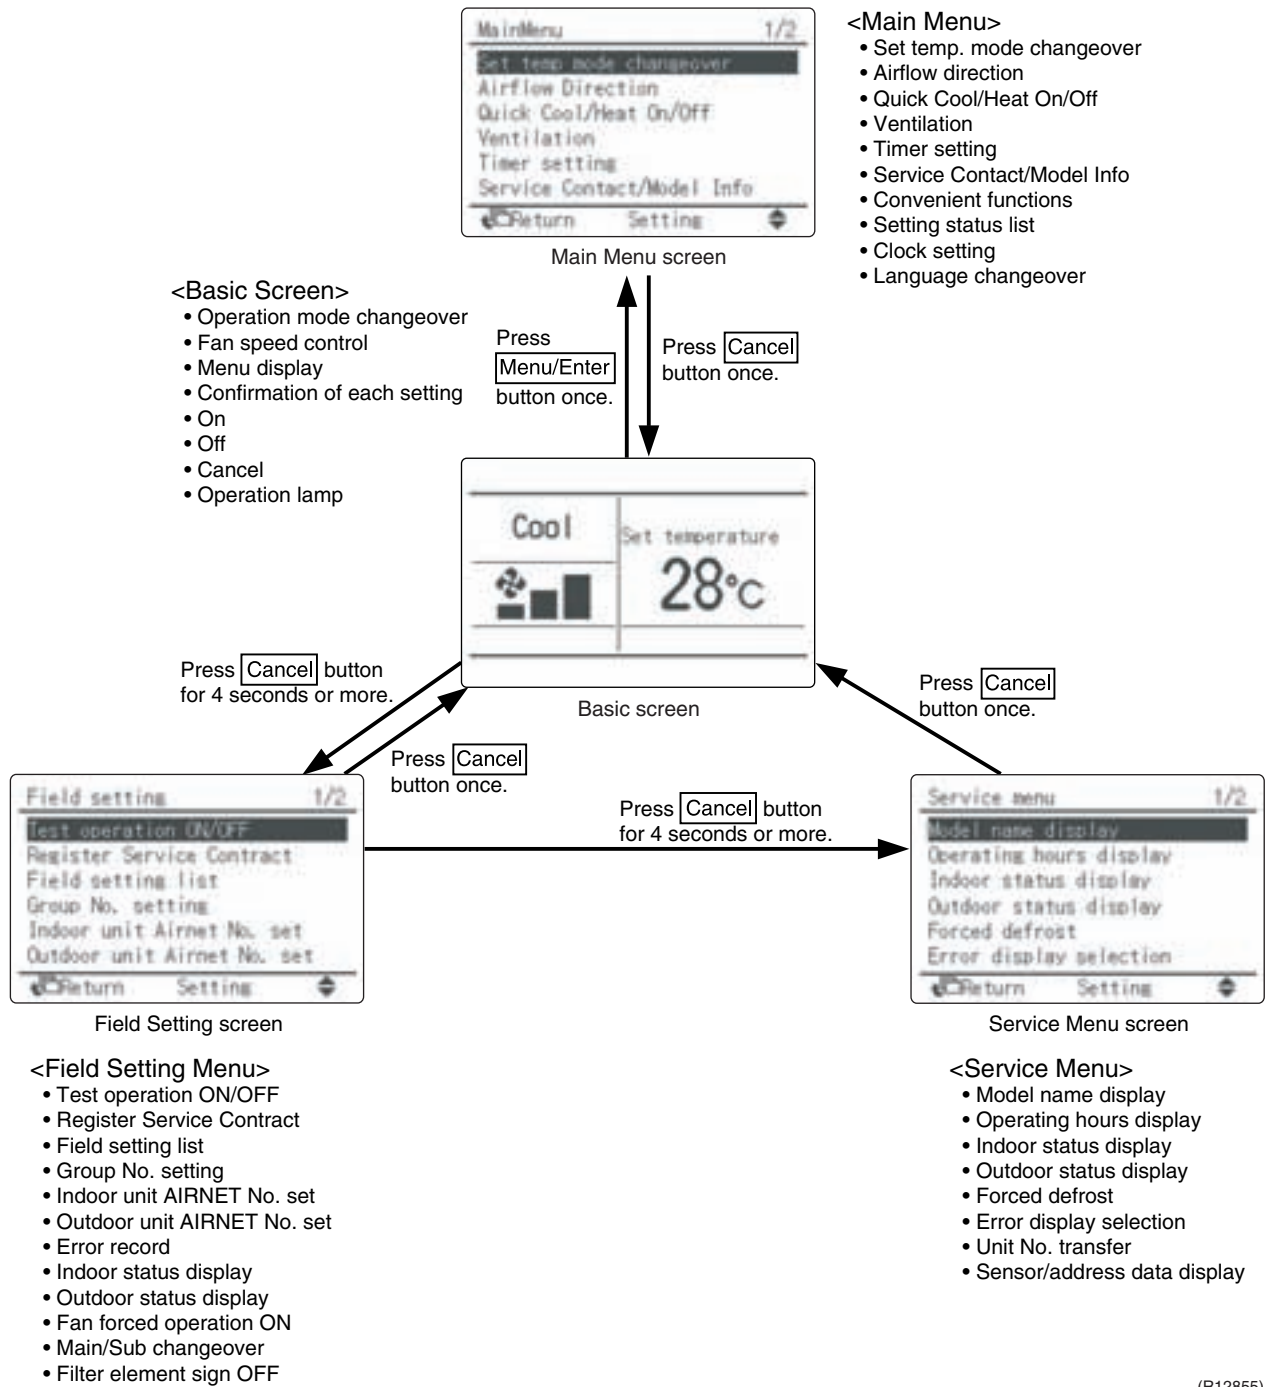 MainMenu 1/2
Set temp mode changeover
Airflow Direction
Quick Cool/Heat On/Off
Ventilation
Timer setting
Service Contact/Model Info
Return Setting
Main Menu screen
<Main Menu>
• Set temp. mode changeover
• Airflow direction
• Quick Cool/Heat On/Off
• Ventilation
• Timer setting
• Service Contact/Model Info
• Convenient functions
• Setting status list
• Clock setting
• Language changeover
<Basic Screen>
• Operation mode changeover
• Fan speed control
• Menu display
• Confirmation of each setting
• On
• Off
• Cancel
• Operation lamp
Press
Menu/Enter
button once.
Press Cancel
button once.
Cool
Set temperature
28°C
Basic screen
Press Cancel button
for 4 seconds or more.
Press Cancel
button once.
Press Cancel button
for 4 seconds or more.
Press Cancel
button once.
Field setting 1/2
Test operation ON/OFF
Register Service Contract
Field setting list
Group No. setting
Indoor unit Airnet No. set
Outdoor unit Airnet No. set
Return Setting
Field Setting screen
<Field Setting Menu>
• Test operation ON/OFF
• Register Service Contract
• Field setting list
• Group No. setting
• Indoor unit AIRNET No. set
• Outdoor unit AIRNET No. set
• Error record
• Indoor status display
• Outdoor status display
• Fan forced operation ON
• Main/Sub changeover
• Filter element sign OFF
Service menu 1/2
Model name display
Operating hours display
Indoor status display
Outdoor status display
Forced defrost
Error display selection
Return Setting
Service Menu screen
<Service Menu>
• Model name display
• Operating hours display
• Indoor status display
• Outdoor status display
• Forced defrost
• Error display selection
• Unit No. transfer
• Sensor/address data display
(R12855)